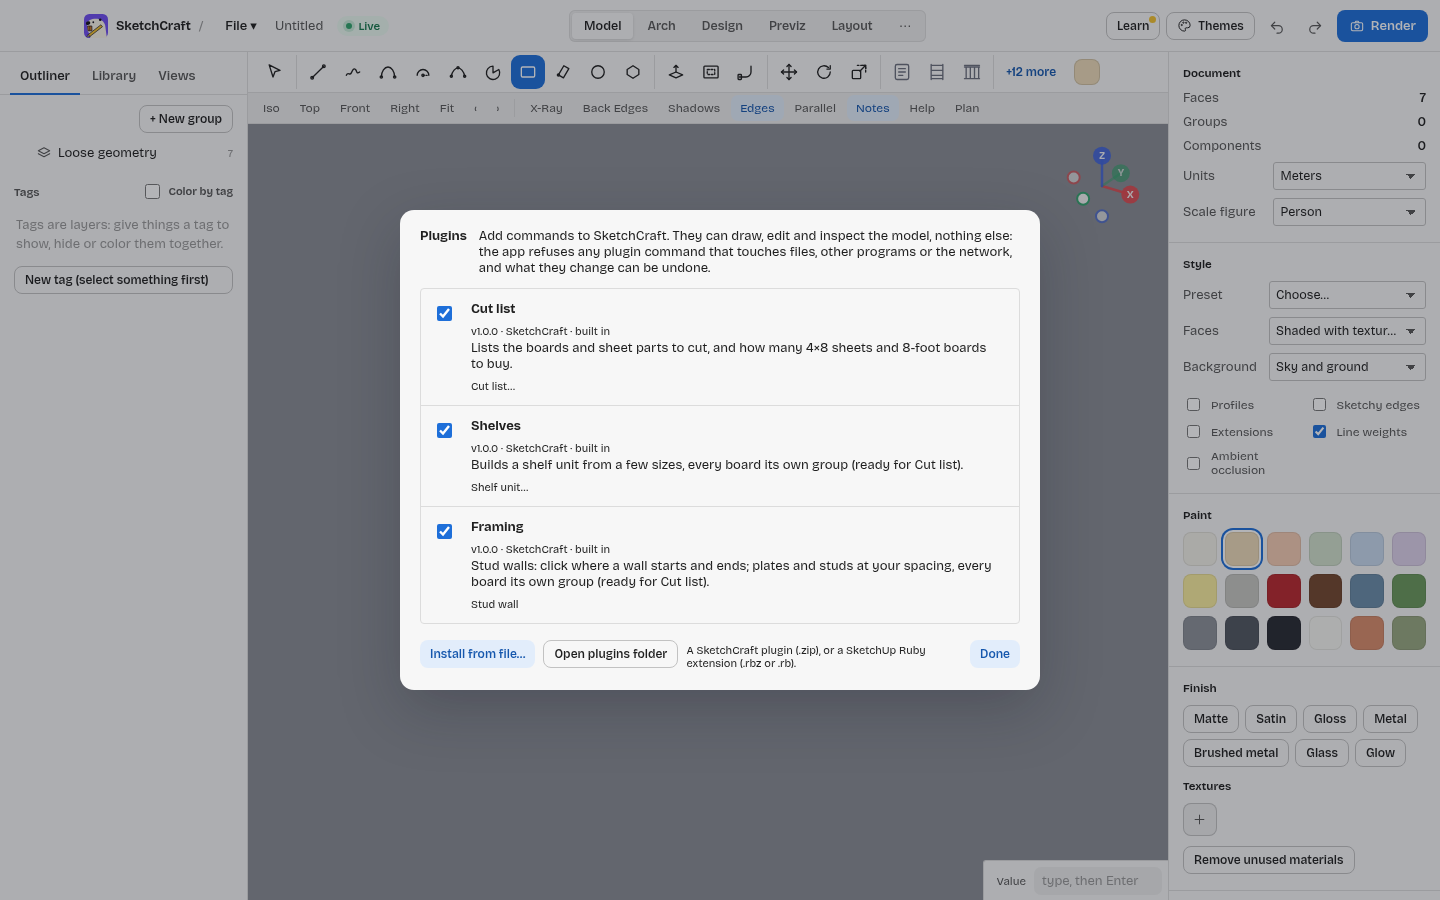 SketchCraft / File ▾ Untitled Live Model Arch Design Previz Layout ··· Learn Themes Render
Outliner Library Views
+12 more
Iso Top Front Right Fit ‹ › X-Ray Back Edges Shadows Edges Parallel Notes Help Plan
+ New group
Loose geometry 7
Tags Color by tag
Tags are layers: give things a tag to
show, hide or color them together.
New tag (select something first)
Z
Y
X
Plugins Add commands to SketchCraft. They can draw, edit and inspect the model, nothing else:
the app refuses any plugin command that touches files, other programs or the network,
and what they change can be undone.
Cut list
v1.0.0 · SketchCraft · built in
Lists the boards and sheet parts to cut, and how many 4×8 sheets and 8-foot boards
to buy.
Cut list...
Shelves
v1.0.0 · SketchCraft · built in
Builds a shelf unit from a few sizes, every board its own group (ready for Cut list).
Shelf unit...
Framing
v1.0.0 · SketchCraft · built in
Stud walls: click where a wall starts and ends; plates and studs at your spacing, every
board its own group (ready for Cut list).
Stud wall
Install from file... Open plugins folder A SketchCraft plugin (.zip), or a SketchUp Ruby
extension (.rbz or .rb).
Done
Document
Faces 7
Groups 0
Components 0
Units Meters
Scale figure Person
Style
Preset Choose...
Faces Shaded with textur...
Background Sky and ground
Profiles Sketchy edges
Extensions Line weights
Ambient
occlusion
Paint
Finish
Matte Satin Gloss Metal
Brushed metal Glass Glow
Textures
+
Remove unused materials
Value type, then Enter